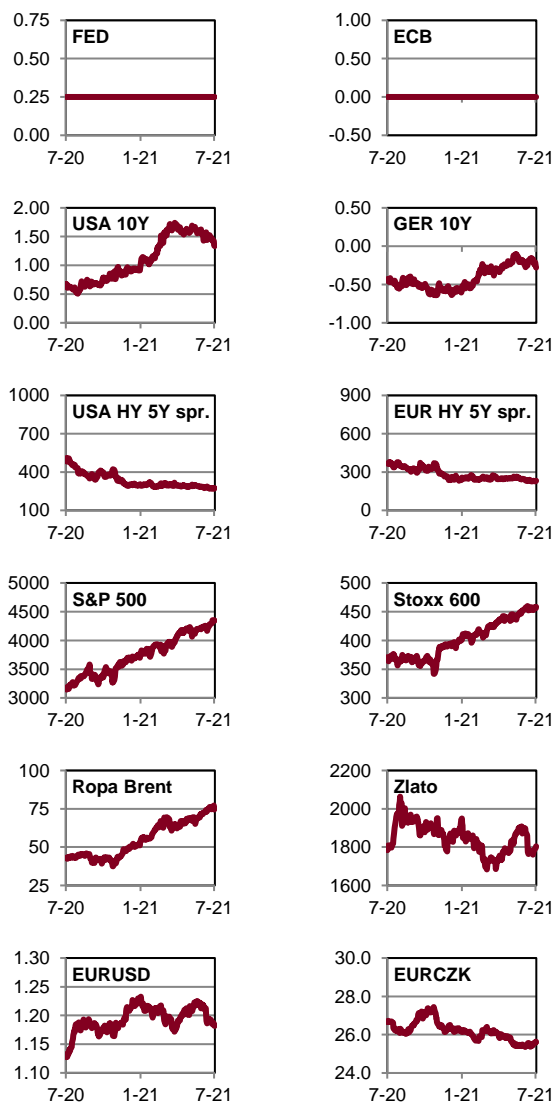 FED
0.75
0.50
0.25
0.00
7-20 1-21 7-21
ECB
1.00
0.50
0.00
-0.50
7-20 1-21 7-21
USA 10Y
2.00
1.50
1.00
0.50
0.00
7-20 1-21 7-21
GER 10Y
0.50
0.00
-0.50
-1.00
7-20 1-21 7-21
USA HY 5Y spr.
1000
700
400
100
7-20 1-21 7-21
EUR HY 5Y spr.
900
600
300
0
7-20 1-21 7-21
S&P 500
5000
4500
4000
3500
3000
7-20 1-21 7-21
Stoxx 600
500
450
400
350
300
7-20 1-21 7-21
Ropa Brent
100
75
50
25
7-20 1-21 7-21
Zlato
2200
2000
1800
1600
7-20 1-21 7-21
EURUSD
1.30
1.25
1.20
1.15
1.10
7-20 1-21 7-21
EURCZK
30.0
28.0
26.0
24.0
7-20 1-21 7-21